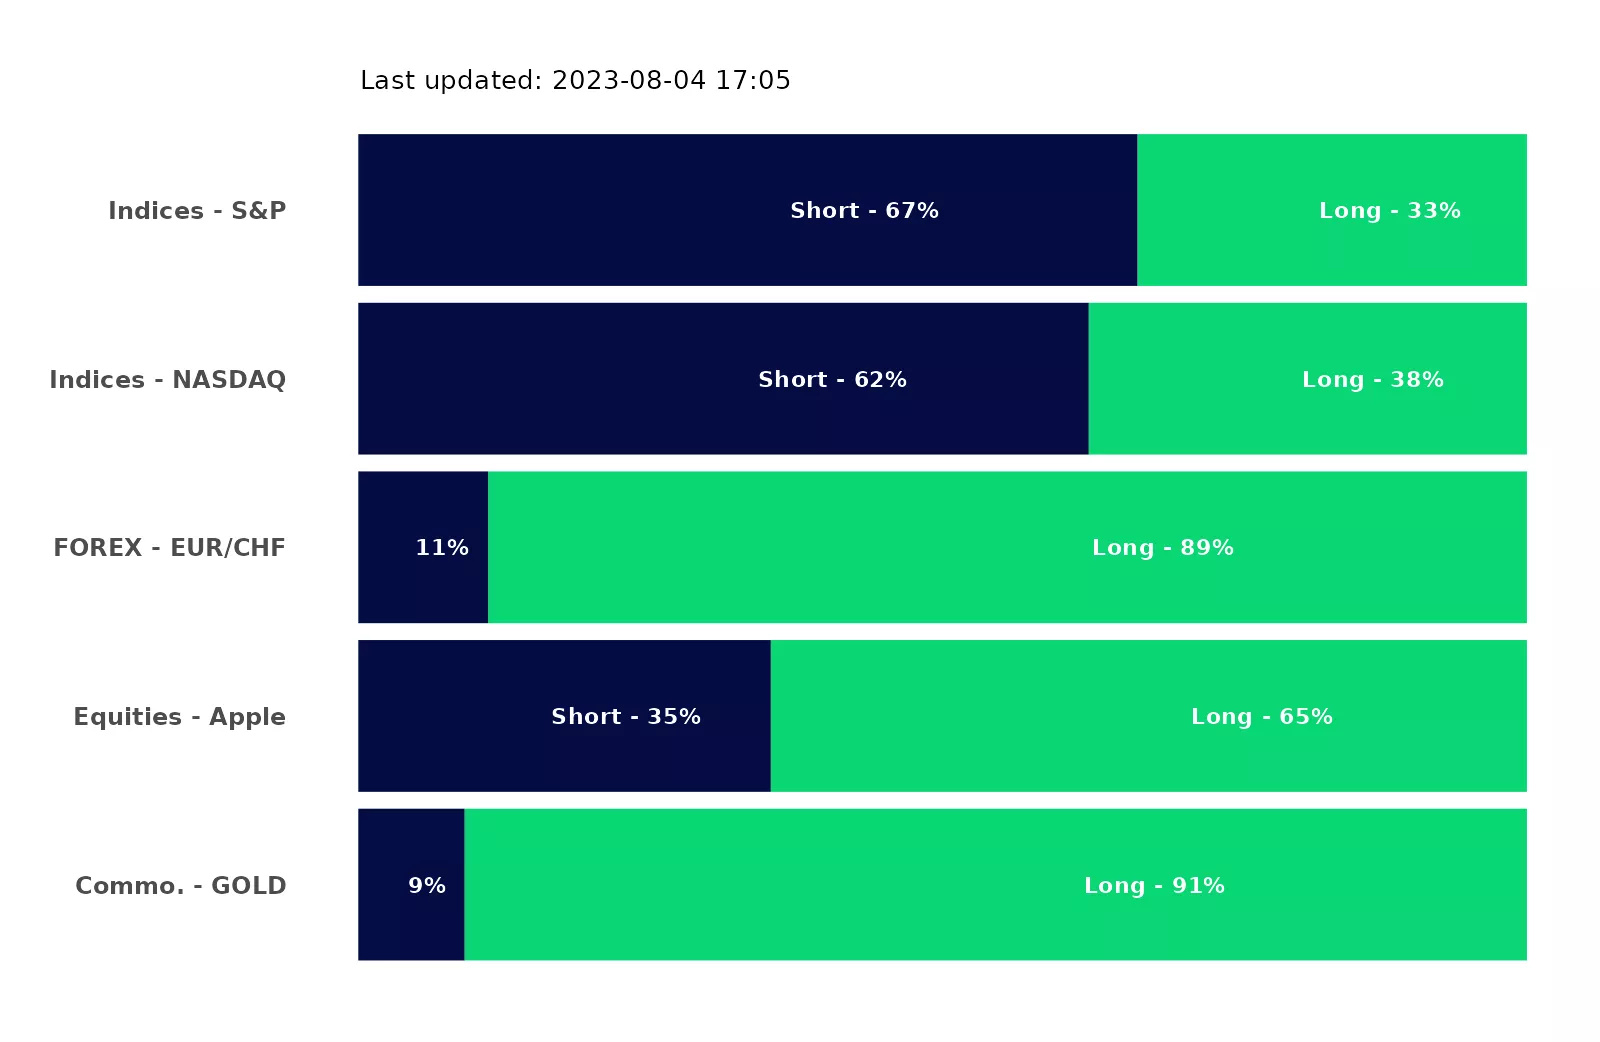 Last updated: 2023-08-04 17:05
Indices - S&P Short - 67% Long - 33%
Indices - NASDAQ Short - 62% Long - 38%
FOREX - EUR/CHF 11% Long - 89%
Equities - Apple Short - 35% Long - 65%
Commo. - GOLD 9% Long - 91%